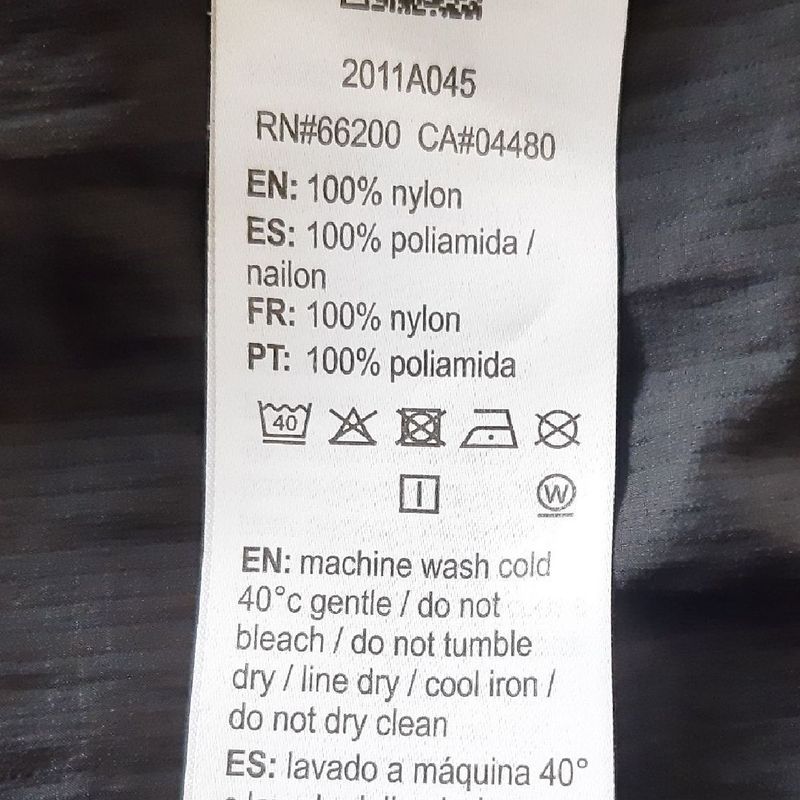 2011A045
RN#66200 CA#04480
EN: 100% nylon
ES: 100% poliamida /
nailon
FR: 100% nylon
PT: 100% poliamida
40
W
EN: machine wash cold
40°c gentle / do not
bleach / do not tumble
dry / line dry / cool iron /
do not dry clean
ES: lavado a máquina 40°